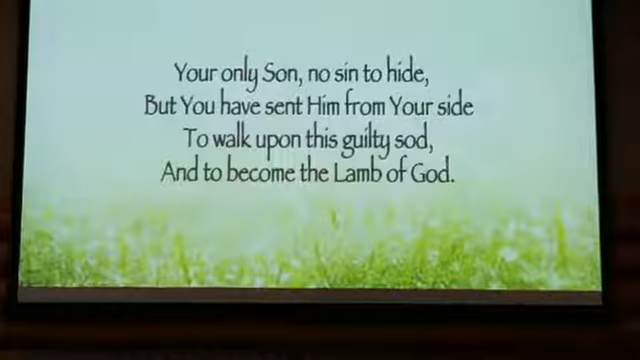 Your only Son, no sin to hide,
But You have sent Him from Your side
To walk upon this guilty sod,
And to become the Lamb of God.